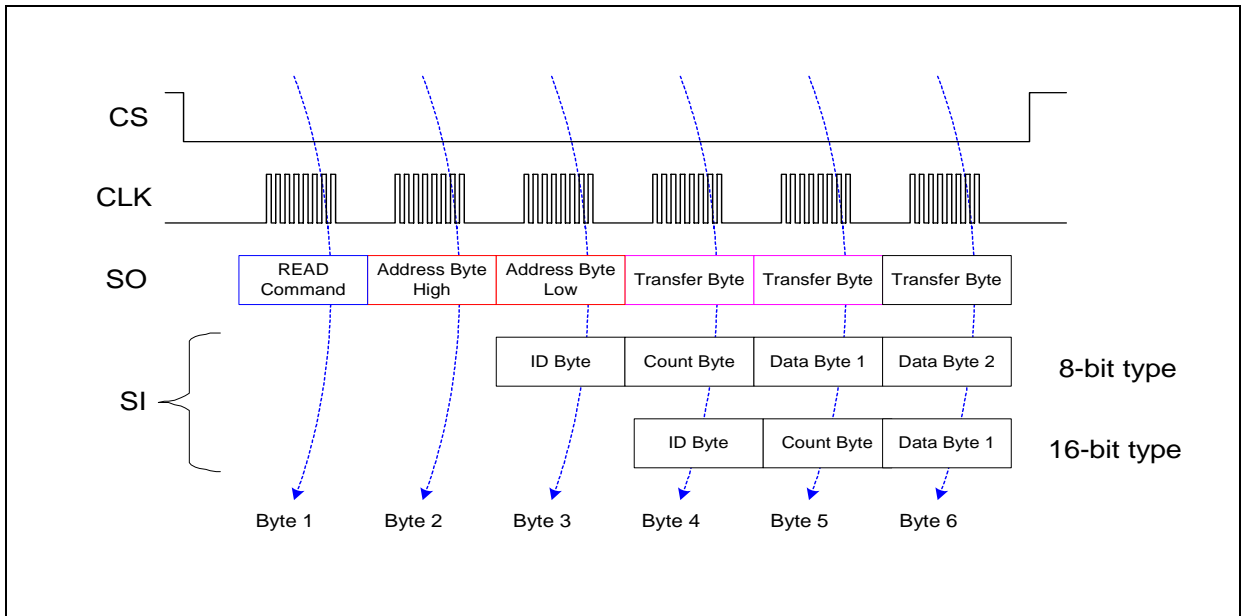 CS
CLK
SO
READ
Command
Address Byte
High
Address Byte
Low
Transfer Byte
Transfer Byte
Transfer Byte
SI
ID Byte
Count Byte
Data Byte 1
Data Byte 2
8-bit type
ID Byte
Count Byte
Data Byte 1
16-bit type
Byte 1
Byte 2
Byte 3
Byte 4
Byte 5
Byte 6